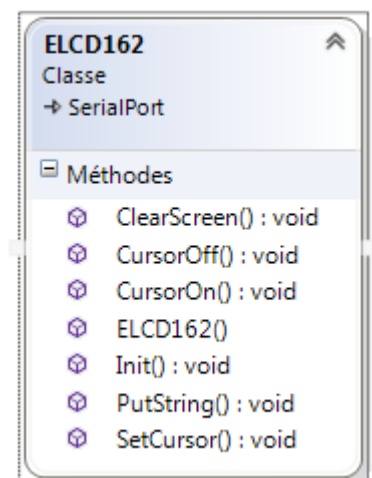 ELCD162
Classe
SerialPort
Méthodes
ClearScreen() : void
CursorOff() : void
CursorOn() : void
ELCD162()
Init() : void
PutString() : void
SetCursor() : void